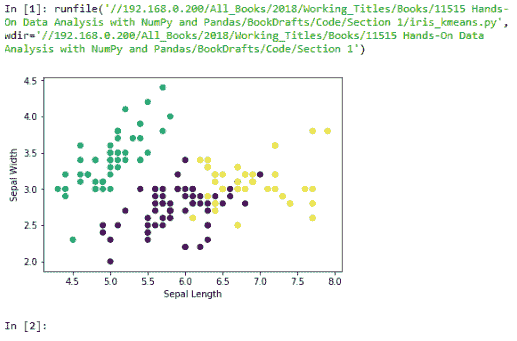 In [1]: runfile('//192.168.0.200/All_Books/2018/Working_Titles/Books/11515 Hands-
On Data Analysis with NumPy and Pandas/BookDrafts/Code/Section 1/iris_kmeans.py',
wdir='//192.168.0.200/All_Books/2018/Working_Titles/Books/11515 Hands-On Data
Analysis with NumPy and Pandas/BookDrafts/Code/Section 1')
4.5
4.0
3.5
3.0
2.5
2.0
Sepal Width
4.5 5.0 5.5 6.0 6.5 7.0 7.5 8.0
Sepal Length
In [2]: